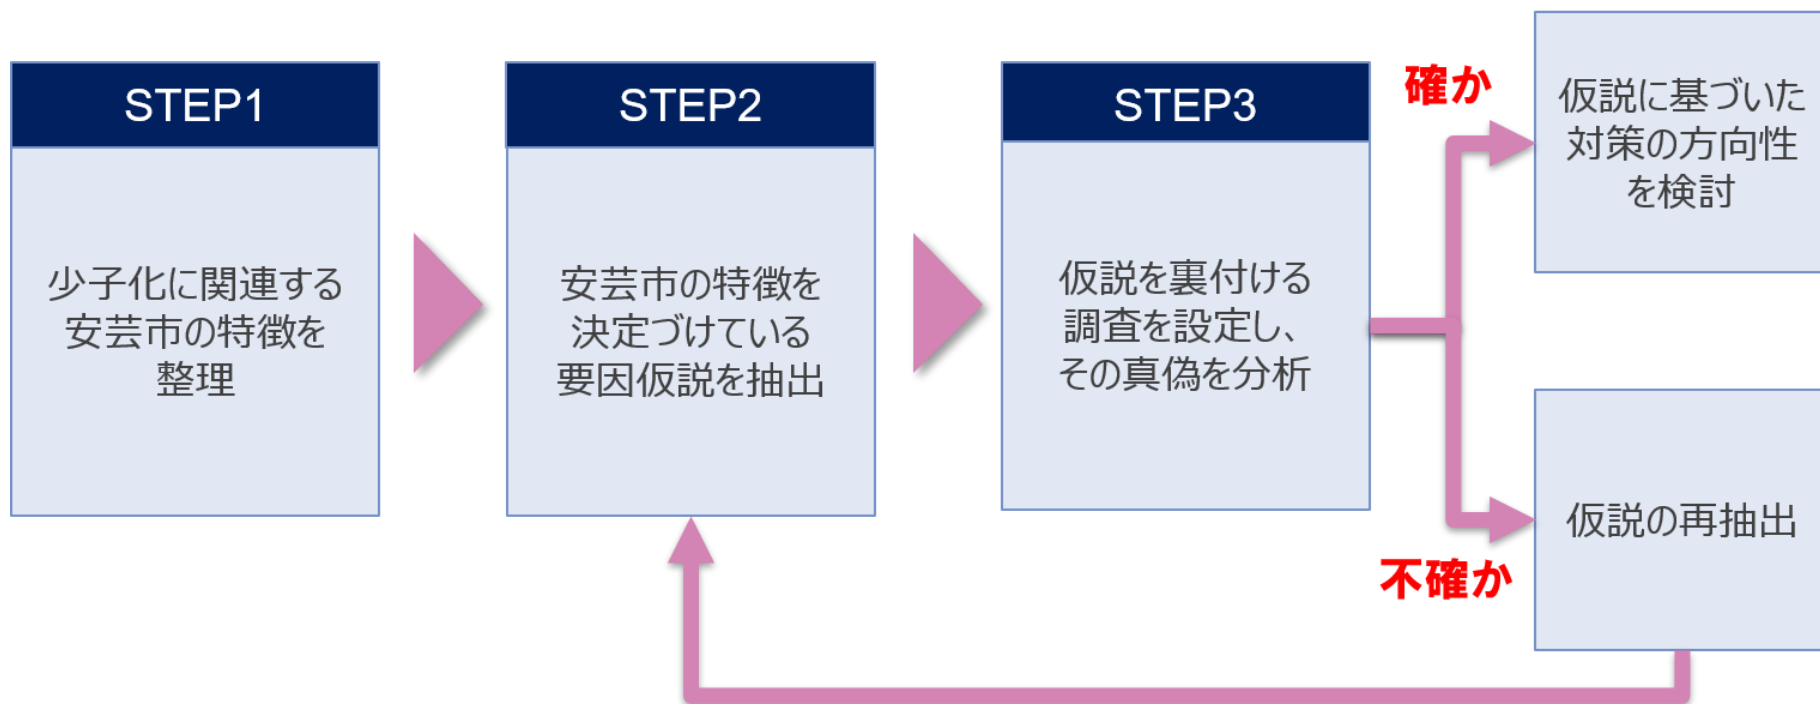 STEP1
少子化に関連する
安芸市の特徴を
整理
STEP2
安芸市の特徴を
決定づけている
要因仮説を抽出
STEP3
仮説を裏付ける
調査を設定し、
その真偽を分析
確か
仮説に基づいた
対策の方向性
を検討
不確か
仮説の再抽出